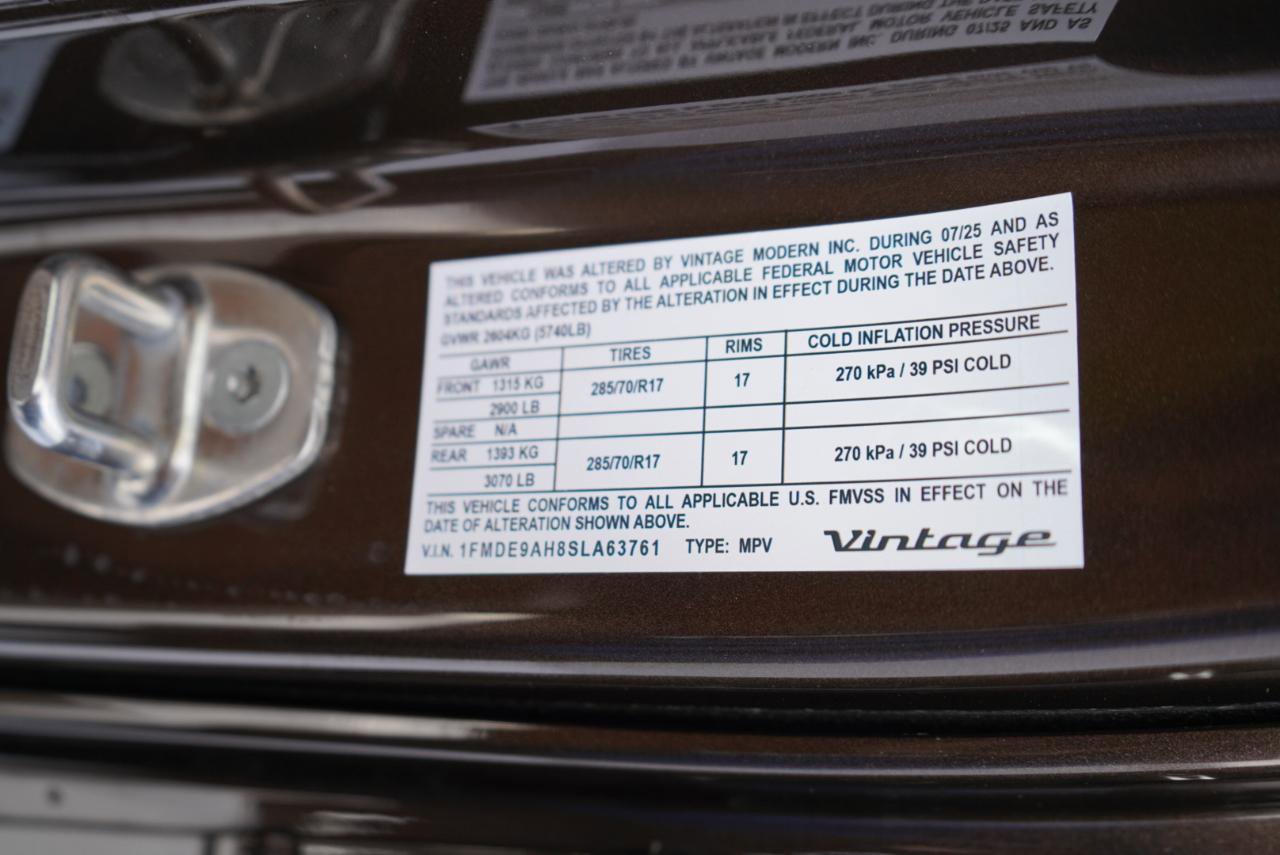 THIS VEHICLE WAS ALTERED BY VINTAGE MODERN INC. DURING 07/25 AND AS
ALTERED CONFORMS TO ALL APPLICABLE FEDERAL MOTOR VEHICLE SAFETY
STANDARDS AFFECTED BY THE ALTERATION IN EFFECT DURING THE DATE ABOVE.
GVWR 2604KG (5740LB)
GAWR TIRES RIMS COLD INFLATION PRESSURE
FRONT 1315 KG 285/70/R17 17 270 kPa / 39 PSI COLD
2900 LB
SPARE N/A
REAR 1393 KG 285/70/R17 17 270 kPa / 39 PSI COLD
3070 LB
THIS VEHICLE CONFORMS TO ALL APPLICABLE U.S. FMVSS IN EFFECT ON THE
DATE OF ALTERATION SHOWN ABOVE.
V.I.N. 1FMDE9AH8SLA63761 TYPE: MPV Vintage